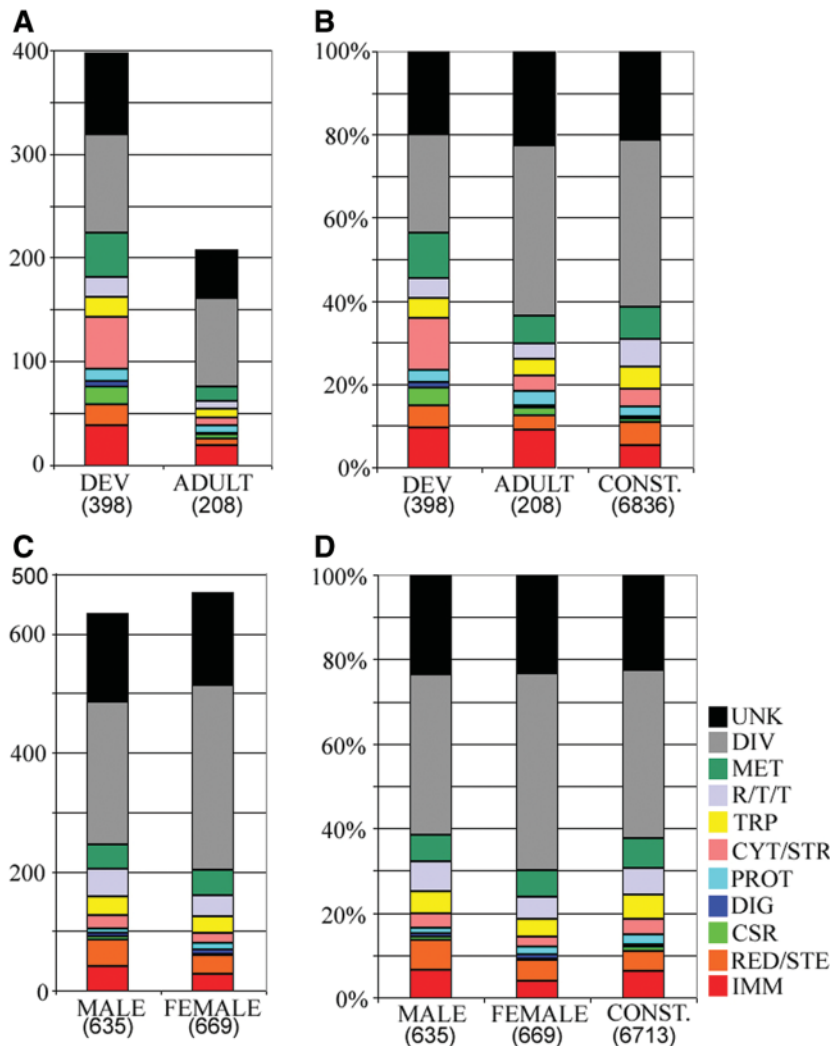 A
400
300
200
100
0
DEV
(398)
ADULT
(208)
B
100%
80%
60%
40%
20%
0%
DEV
(398)
ADULT
(208)
CONST.
(6836)
C
500
600
400
200
0
MALE
(635)
FEMALE
(669)
D
100%
80%
60%
40%
20%
0%
MALE
(635)
FEMALE
(669)
CONST.
(6713)
UNK
DIV
MET
R/T/T
TRP
CYT/STR
PROT
DIG
CSR
RED/STE
IMM